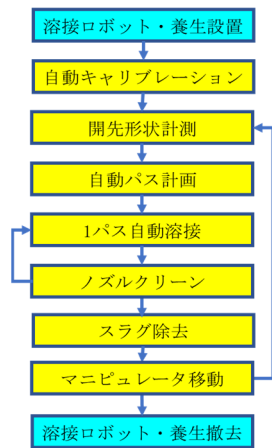 溶接ロボット・養生設置
自動キャリブレーション
開先形状計測
自動パス計画
1パス自動溶接
ノズルクリーン
スラグ除去
マニピュレータ移動
溶接ロボット・養生撤去